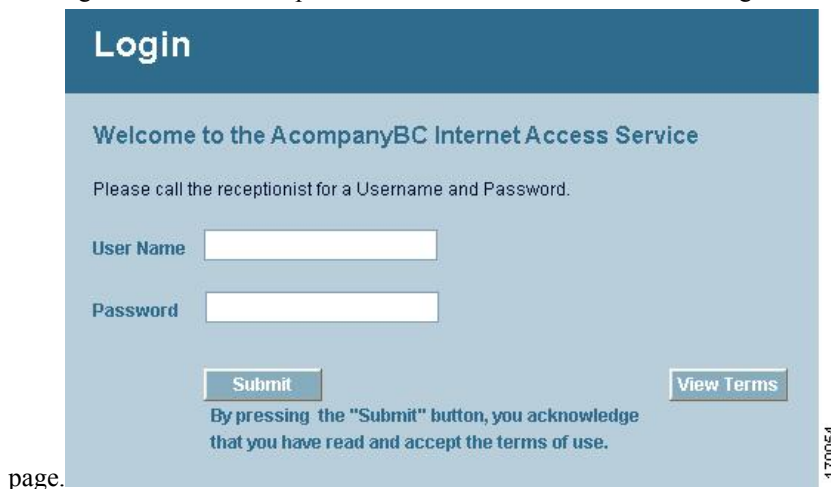 Login
Welcome to the AcompanyBC Internet Access Service
Please call the receptionist for a Username and Password.
User Name
Password
Submit
View Terms
By pressing the "Submit" button, you acknowledge
that you have read and accept the terms of use.
page.